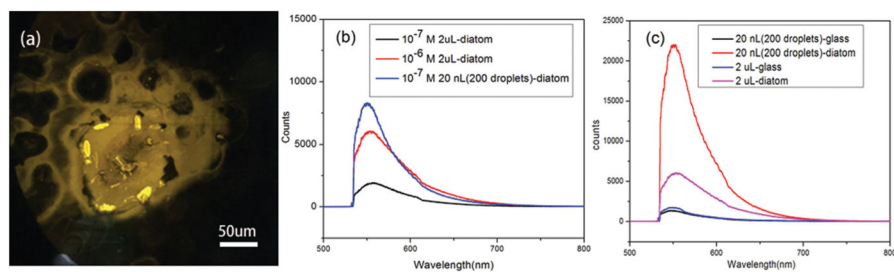 (a)
50um
(b)
15000
10000
5000
0
Counts
10⁻⁷ M 2uL-diatom
10⁻⁶ M 2uL-diatom
10⁻⁷ M 20 nL(200 droplets)-diatom
500
600
700
800
Wavelength(nm)
(c)
25000
20000
15000
10000
5000
0
counts
20 nL(200 droplets)-glass
20 nL(200 droplets)-diatom
2 uL-glass
2 uL-diatom
500
600
700
800
Wavelength(nm)